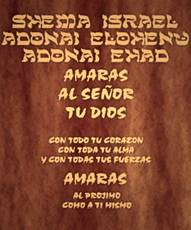 SHEMA ISRAEL
ADONAI ELOHENU
ADONAI EHAD
AMARAS
AL SEÑOR
TU DIOS
CON TODO TU CORAZON
CON TODA TU ALMA
Y CON TODAS TUS FUERZAS
AMARAS
AL PROJIMO
COMO A TI MISMO